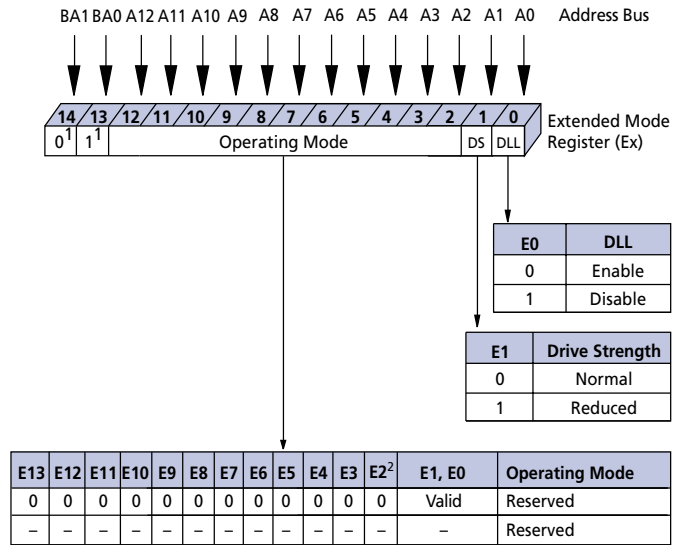 BA1 BA0 A12 A11 A10 A9 A8 A7 A6 A5 A4 A3 A2 A1 A0 Address Bus
14 13 12 11 10 9 8 7 6 5 4 3 2 1 0
Extended Mode
Register (Ex)
0¹ 1¹ Operating Mode DS DLL
E0 DLL
0 Enable
1 Disable
E1 Drive Strength
0 Normal
1 Reduced
E13 E12 E11 E10 E9 E8 E7 E6 E5 E4 E3 E2² E1, E0 Operating Mode
0 0 0 0 0 0 0 0 0 0 0 0 Valid Reserved
– – – – – – – – – – – – – Reserved